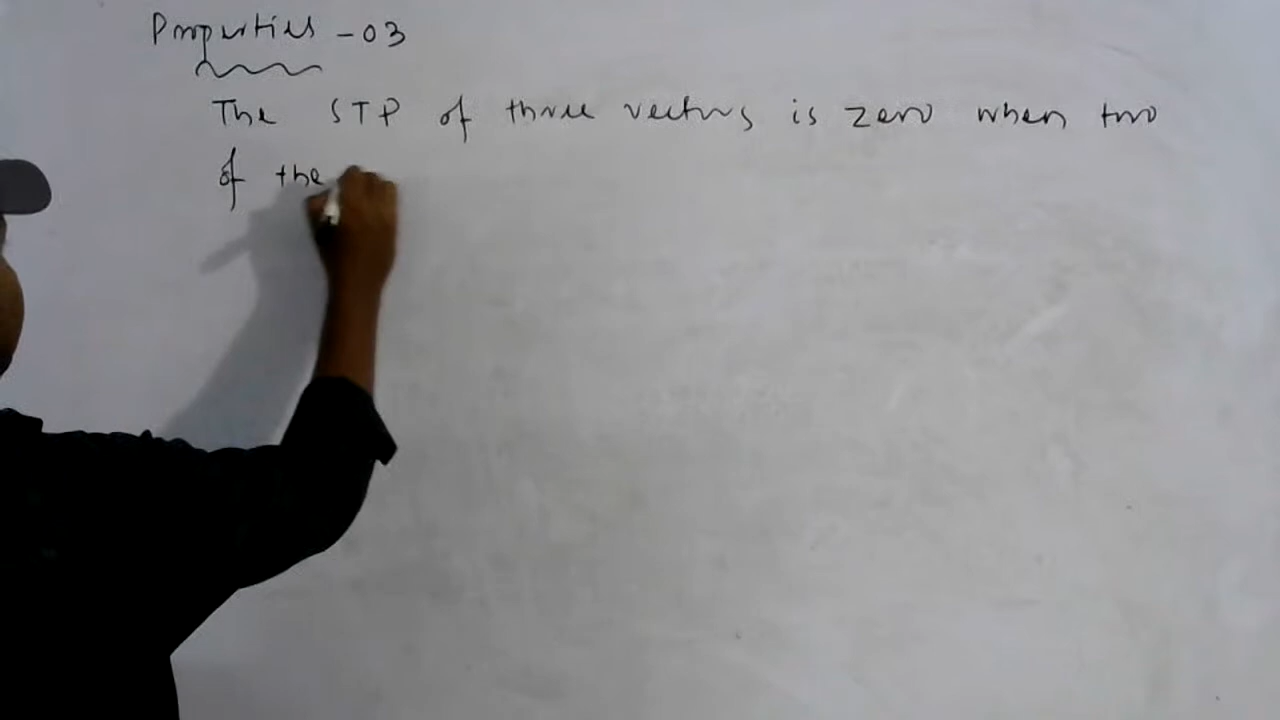 Properties - 03
The STP of three vectors is zero when two
of the